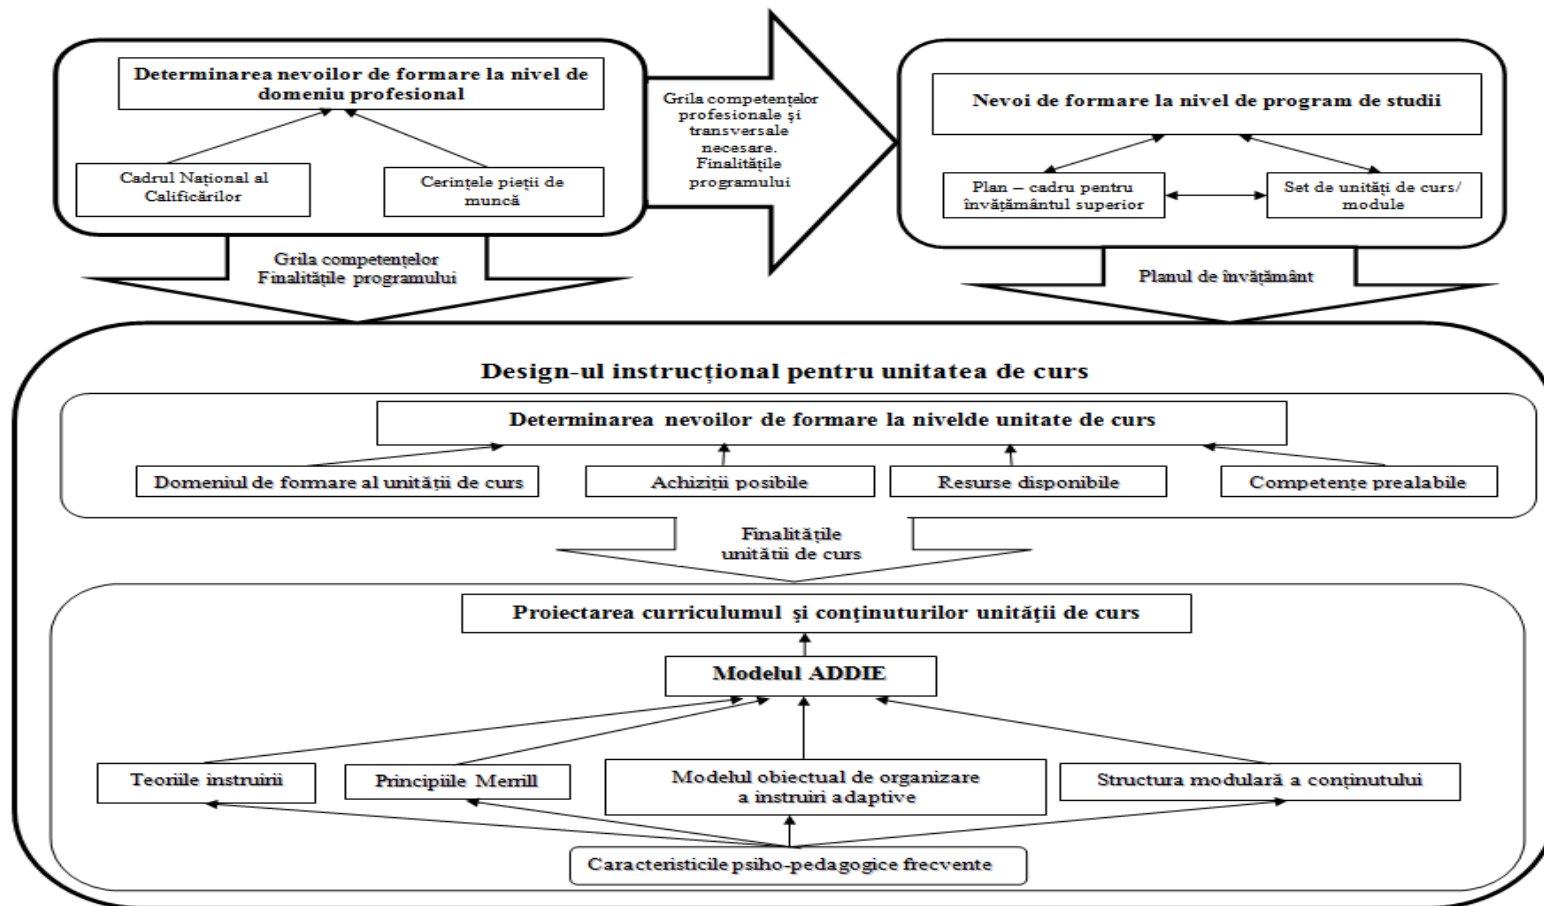 Determinarea nevoilor de formare la nivel de
domeniu profesional
Cadrul Național al
Calificărilor
Cerințele pieții de
muncă
Grila competențelor
profesionale şi
transversale
necesare.
Finalitățile
programului
Nevoi de formare la nivel de program de studii
Plan – cadru pentru
învățământul superior
Set de unități de curs/
module
Grila competențelor
Finalitățile programului
Planul de învățământ
Design-ul instrucțional pentru unitatea de curs
Determinarea nevoilor de formare la nivelde unitate de curs
Domeniul de formare al unității de curs
Achiziții posibile
Resurse disponibile
Competențe prealabile
Finalitățile
unitătii de curs
Proiectarea curriculumul şi conţinuturilor unităţii de curs
Modelul ADDIE
Teoriile instruirii
Principiile Merrill
Modelul obiectual de organizare
a instruiri adaptive
Structura modulară a conținutului
Caracteristicile psiho-pedagogice frecvente